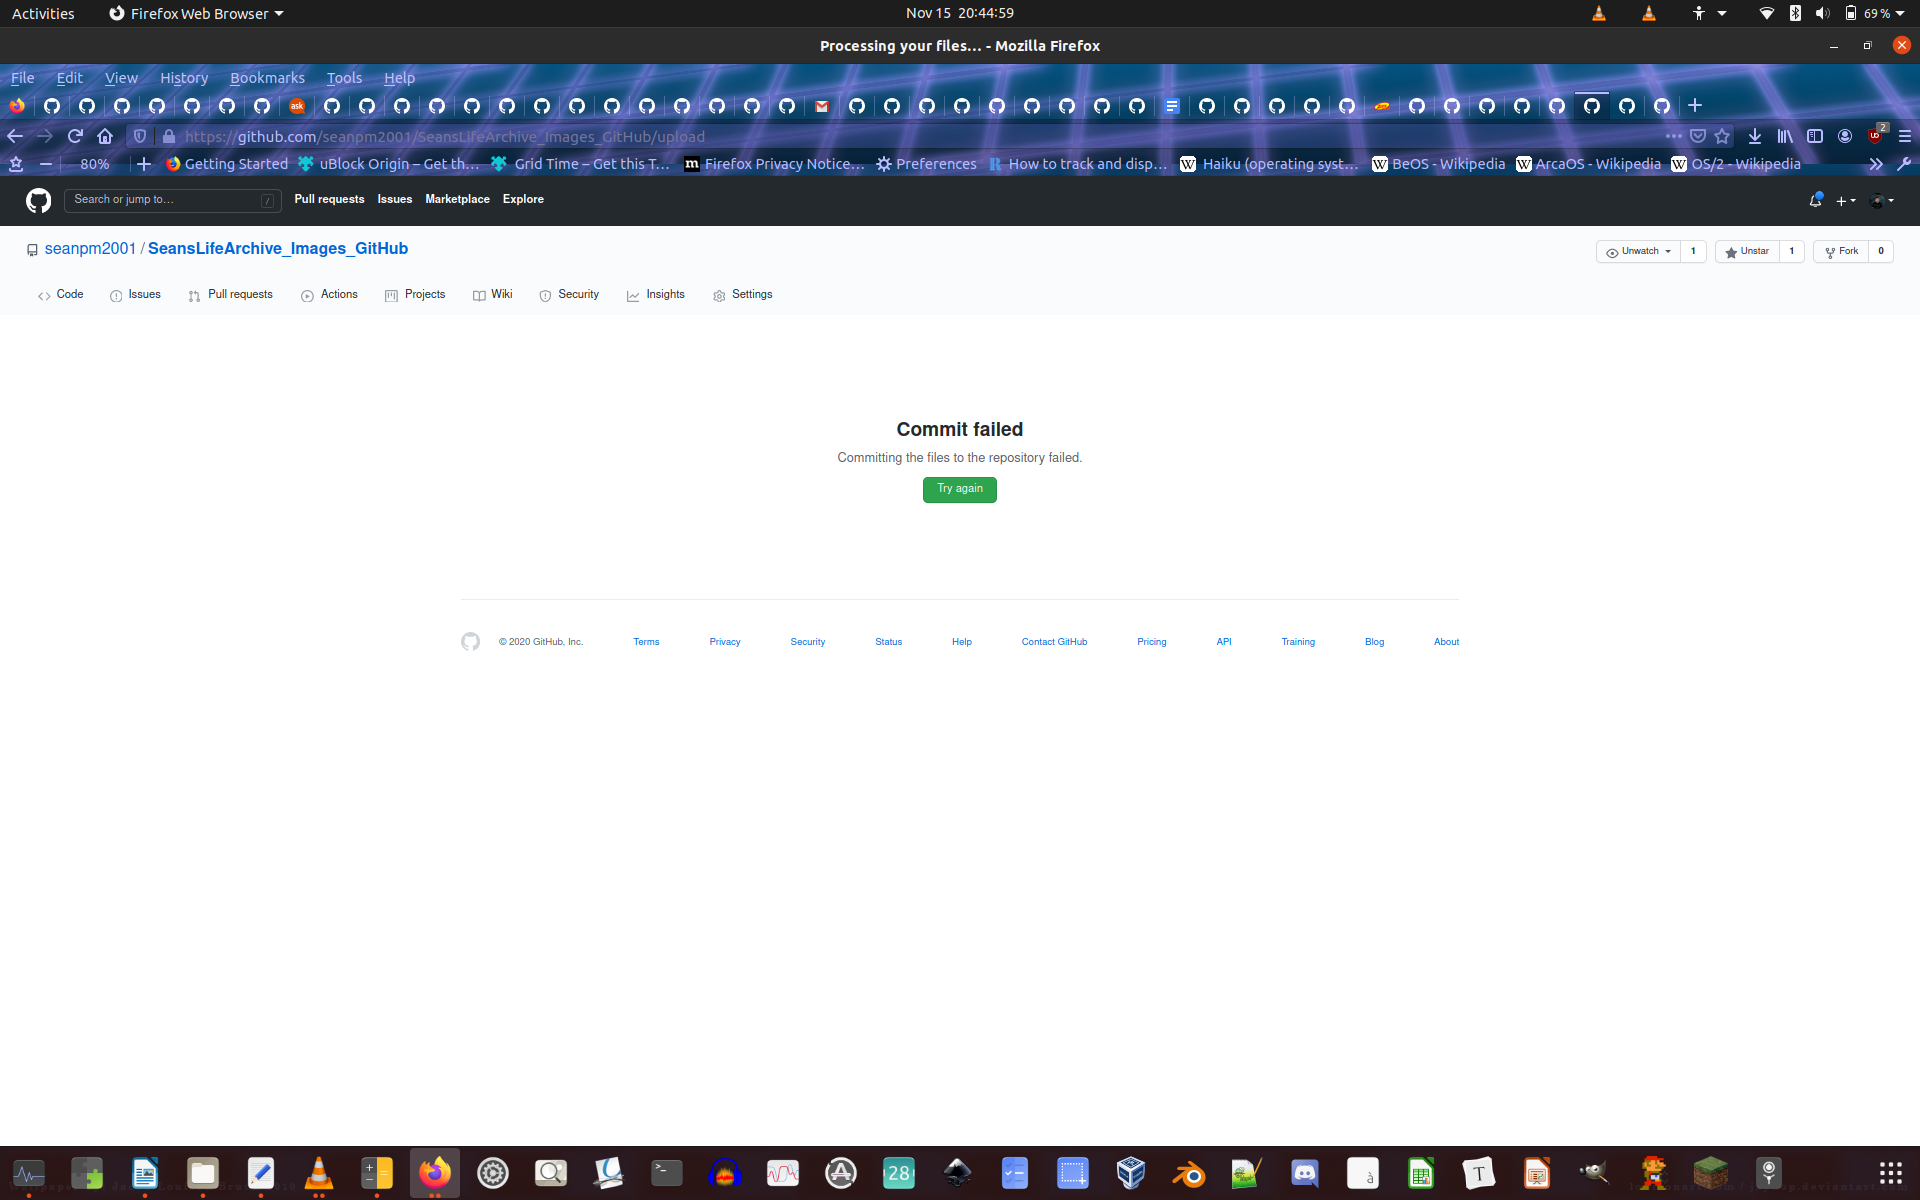 Activities Firefox Web Browser Nov 15 20:44:59 69 %
Processing your files… - Mozilla Firefox
File Edit View History Bookmarks Tools Help
ask
https://github.com/seanpm2001/SeansLifeArchive_Images_GitHub/upload 2
80% Getting Started uBlock Origin – Get th… Grid Time – Get this T… m Firefox Privacy Notice… Preferences R How to track and disp… W Haiku (operating syst… W BeOS - Wikipedia W ArcaOS - Wikipedia W OS/2 - Wikipedia
Search or jump to… / Pull requests Issues Marketplace Explore
seanpm2001 / SeansLifeArchive_Images_GitHub Unwatch 1 Unstar 1 Fork 0
Code Issues Pull requests Actions Projects Wiki Security Insights Settings
Commit failed
Committing the files to the repository failed.
Try again
© 2020 GitHub, Inc. Terms Privacy Security Status Help Contact GitHub Pricing API Training Blog About
28 à T